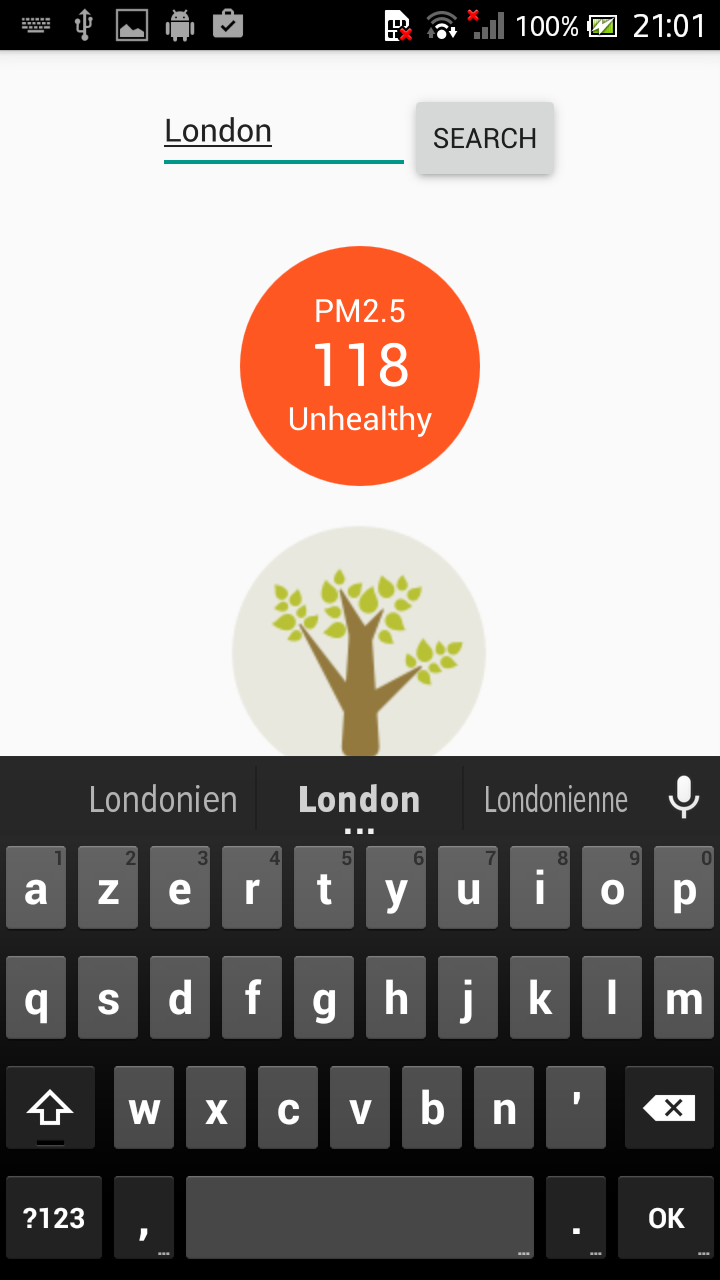 100% 21:01
London SEARCH
PM2.5
118
Unhealthy
Londonien London Londonienne
...
1 2 3 4 5 6 7 8 9 0
a z e r t y u i o p
q s d f g h j k l m
w x c v b n '
?123 , . OK